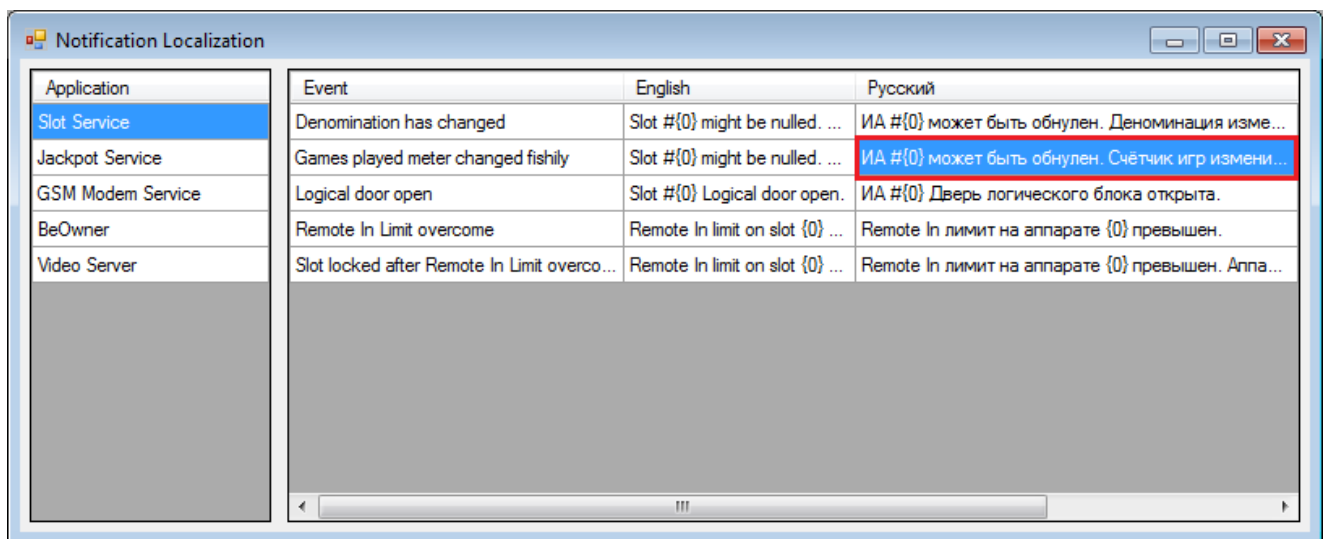 Notification Localization
Application
Slot Service
Jackpot Service
GSM Modem Service
BeOwner
Video Server
Event English Русский
Denomination has changed Slot #{0} might be nulled. ... ИА #{0} может быть обнулен. Деноминация изме...
Games played meter changed fishily Slot #{0} might be nulled. ... ИА #{0} может быть обнулен. Счётчик игр измени...
Logical door open Slot #{0} Logical door open. ИА #{0} Дверь логического блока открыта.
Remote In Limit overcome Remote In limit on slot {0} ... Remote In лимит на аппарате {0} превышен.
Slot locked after Remote In Limit overco... Remote In limit on slot {0} ... Remote In лимит на аппарате {0} превышен. Аппа...